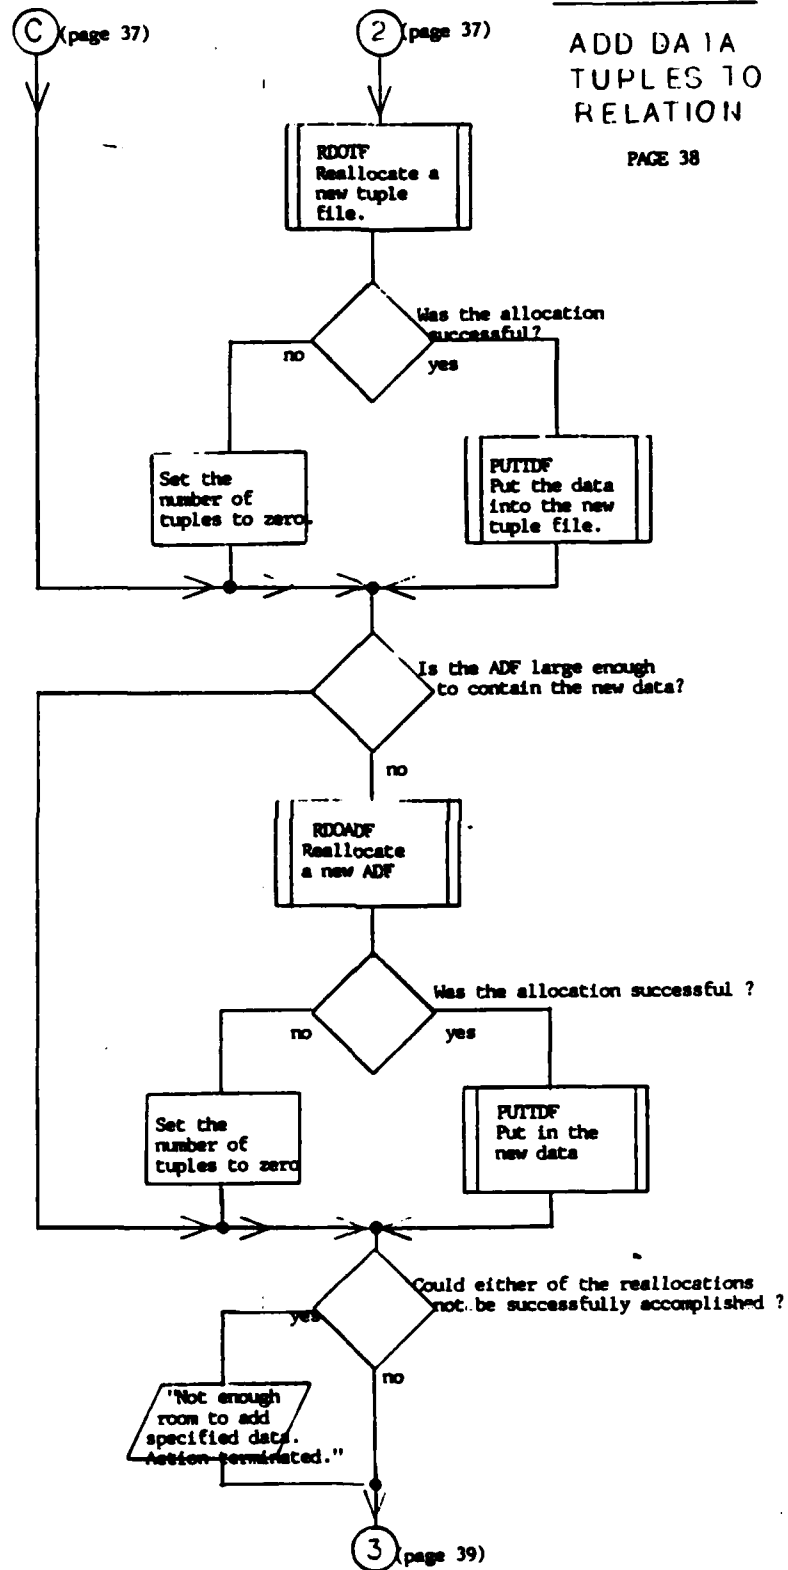 C (page 37)
2 (page 37)
ADD DATA
TUPLES TO
RELATION
PAGE 38
RDOTF
Reallocate a
new tuple
file.
Was the allocation
successful?
no
yes
Set the
number of
tuples to zero.
PUTTDF
Put the data
into the new
tuple file.
Is the ADF large enough
to contain the new data?
no
RDOADF
Reallocate
a new ADF
Was the allocation successful ?
no
yes
Set the
number of
tuples to zero
PUTTDF
Put in the
new data
Could either of the reallocations
not be successfully accomplished ?
yes
no
"Not enough
room to add
specified data.
Action terminated."
3 (page 39)